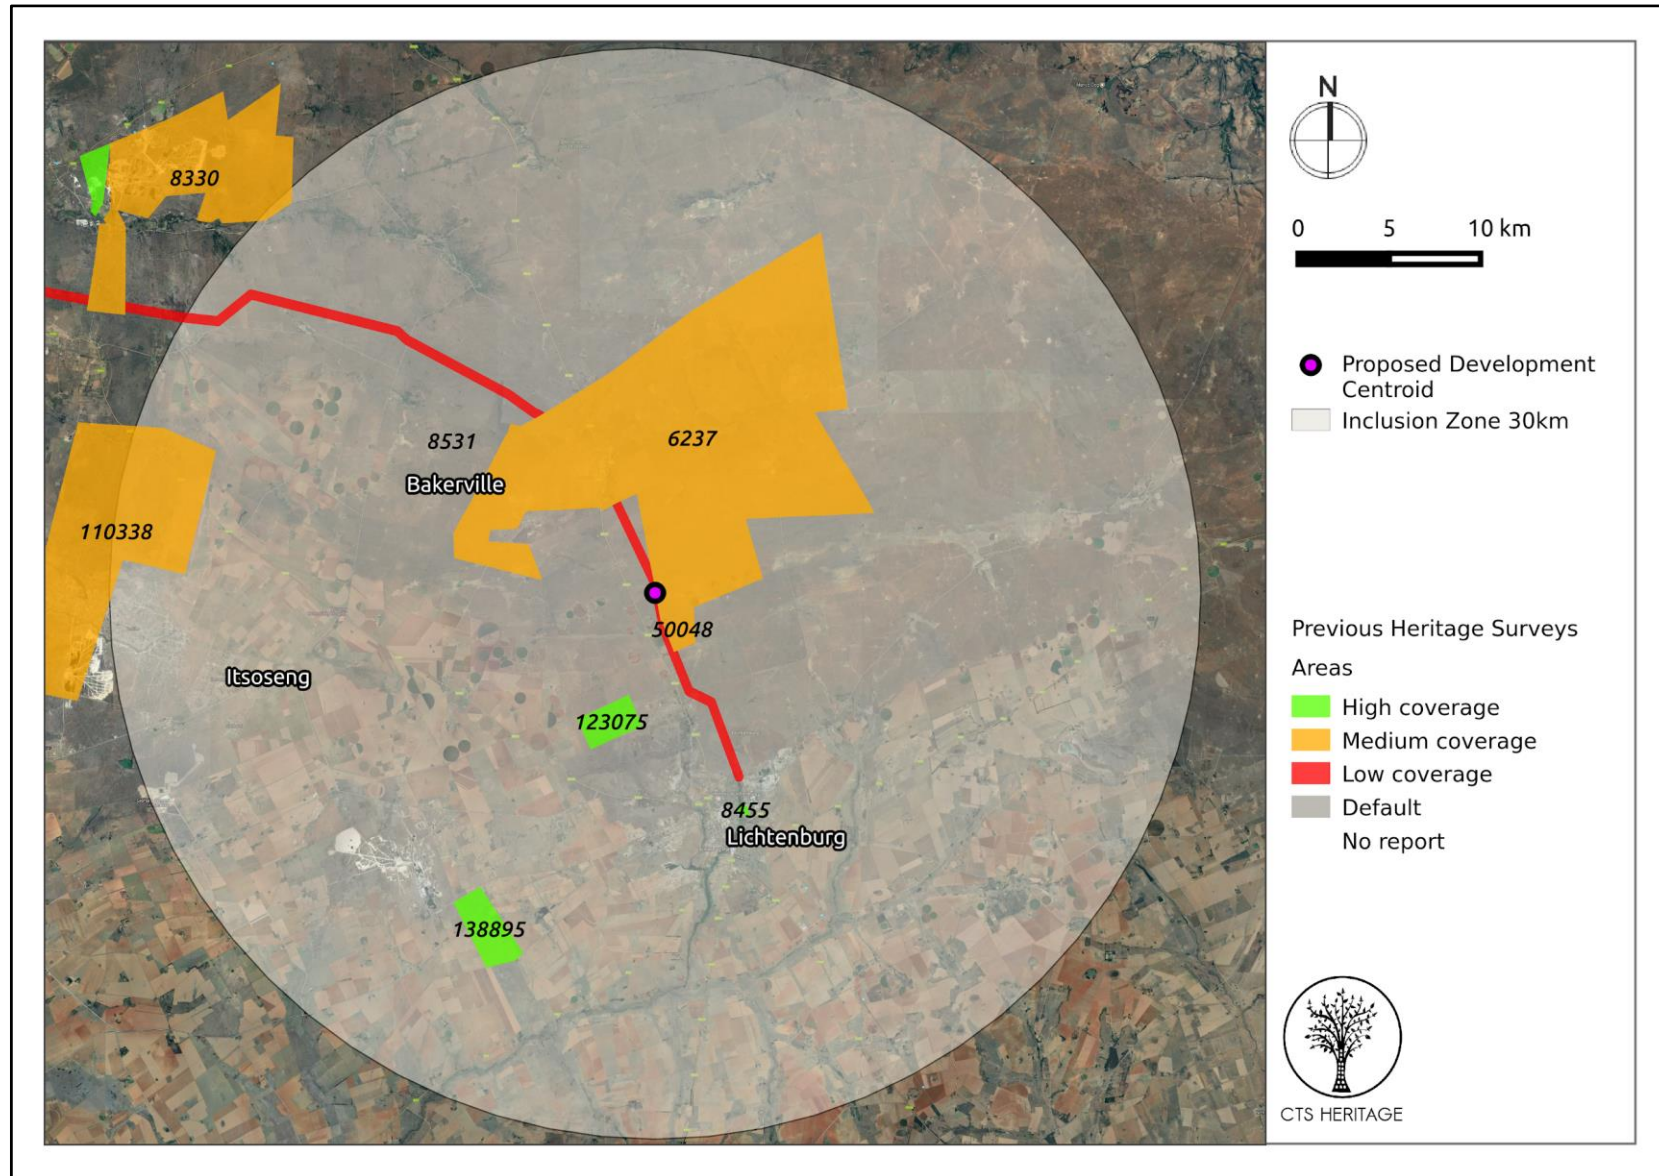 8330
8531
Bakerville
6237
110338
50048
Itsoseng
123075
8455
Lichtenburg
138895
N
0 5 10 km
Proposed Development
Centroid
Inclusion Zone 30km
Previous Heritage Surveys
Areas
High coverage
Medium coverage
Low coverage
Default
No report
CTS HERITAGE